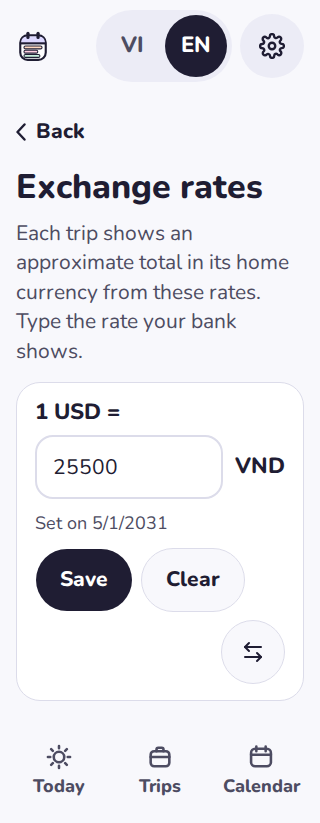 VI
EN
Back
Exchange rates
Each trip shows an
approximate total in its home
currency from these rates.
Type the rate your bank
shows.
1 USD =
25500
VND
Set on 5/1/2031
Save
Clear
Today
Trips
Calendar